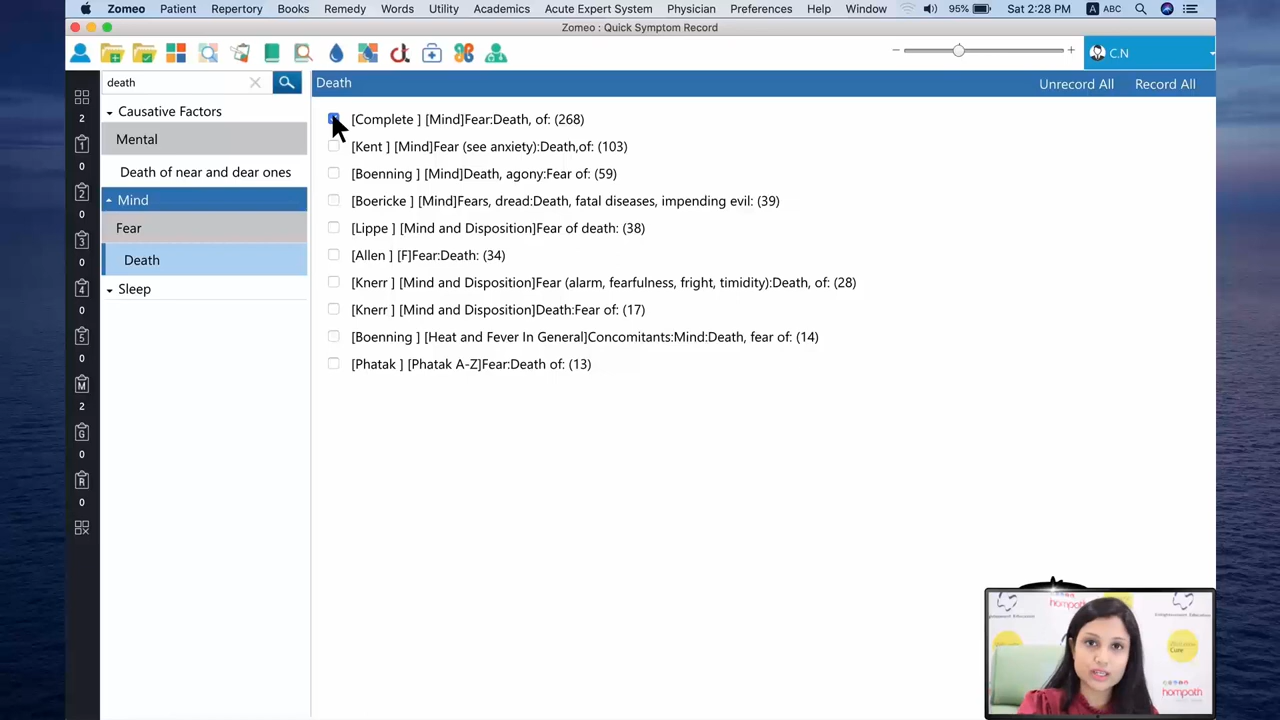 Zomeo Patient Repertory Books Remedy Words Utility Academics Acute Expert System Physician Preferences Help Window 95% Sat 2:28 PM A ABC
Zomeo : Quick Symptom Record
C.N
death
Death
Unrecord All Record All
Causative Factors
Mental
Death of near and dear ones
Mind
Fear
Death
Sleep
2
1
0
2
0
3
0
4
0
5
0
M
2
G
0
R
0
[Complete ] [Mind]Fear:Death, of: (268)
[Kent ] [Mind]Fear (see anxiety):Death,of: (103)
[Boenning ] [Mind]Death, agony:Fear of: (59)
[Boericke ] [Mind]Fears, dread:Death, fatal diseases, impending evil: (39)
[Lippe ] [Mind and Disposition]Fear of death: (38)
[Allen ] [F]Fear:Death: (34)
[Knerr ] [Mind and Disposition]Fear (alarm, fearfulness, fright, timidity):Death, of: (28)
[Knerr ] [Mind and Disposition]Death:Fear of: (17)
[Boenning ] [Heat and Fever In General]Concomitants:Mind:Death, fear of: (14)
[Phatak ] [Phatak A-Z]Fear:Death of: (13)
hompath
Cure
hompath